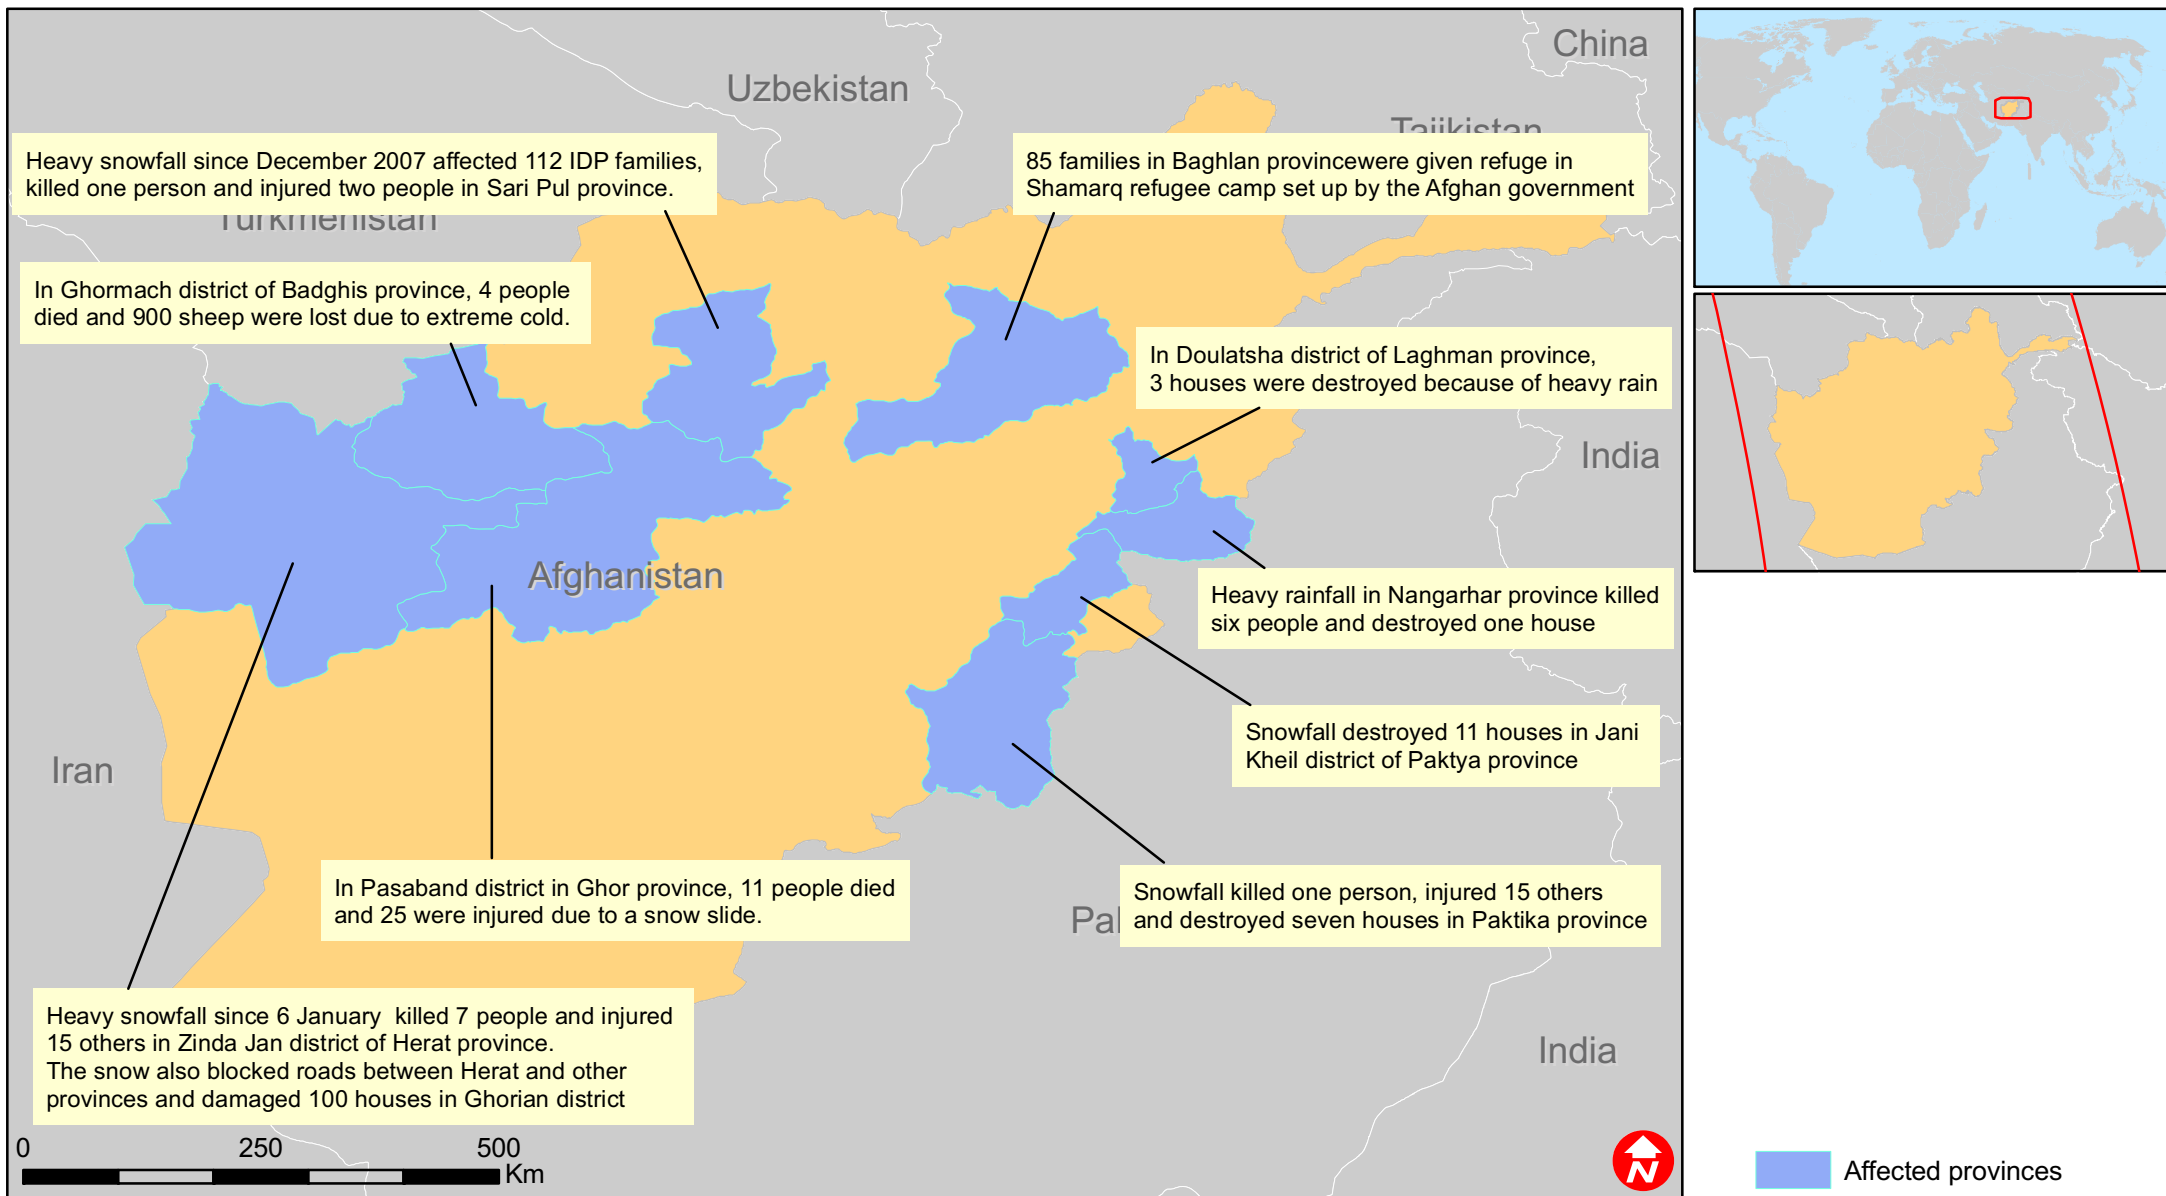 China
Uzbekistan
Tajikistan
Heavy snowfall since December 2007 affected 112 IDP families,
killed one person and injured two people in Sari Pul province.
85 families in Baghlan provincewere given refuge in
Shamarq refugee camp set up by the Afghan government
Turkmenistan
In Ghormach district of Badghis province, 4 people
died and 900 sheep were lost due to extreme cold.
In Doulatsha district of Laghman province,
3 houses were destroyed because of heavy rain
India
Afghanistan
Heavy rainfall in Nangarhar province killed
six people and destroyed one house
Snowfall destroyed 11 houses in Jani
Kheil district of Paktya province
Iran
In Pasaband district in Ghor province, 11 people died
and 25 were injured due to a snow slide.
Snowfall killed one person, injured 15 others
and destroyed seven houses in Paktika province
Heavy snowfall since 6 January  killed 7 people and injured
15 others in Zinda Jan district of Herat province.
The snow also blocked roads between Herat and other
provinces and damaged 100 houses in Ghorian district
India
0 250 500
Km
N
Affected provinces